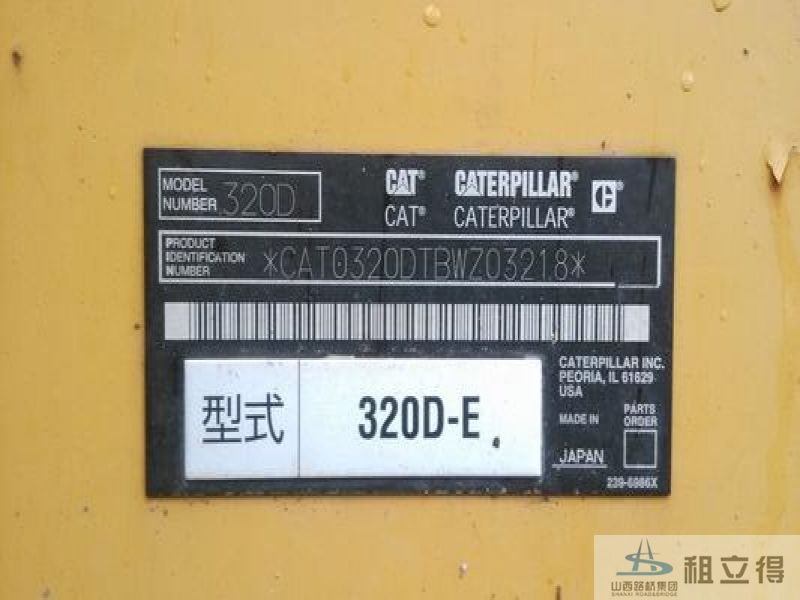 MODEL
NUMBER 320D
CAT® CATERPILLAR®
CAT® CATERPILLAR®
PRODUCT
IDENTIFICATION
NUMBER
*CAT0320DTBWZ03218*
型式 320D-E
CATERPILLAR INC.
PEORIA, IL 61629
USA
MADE IN
JAPAN
PARTS
ORDER
239-6986X
山西路桥集团
SHANXI ROAD&BRIDGE
租立得